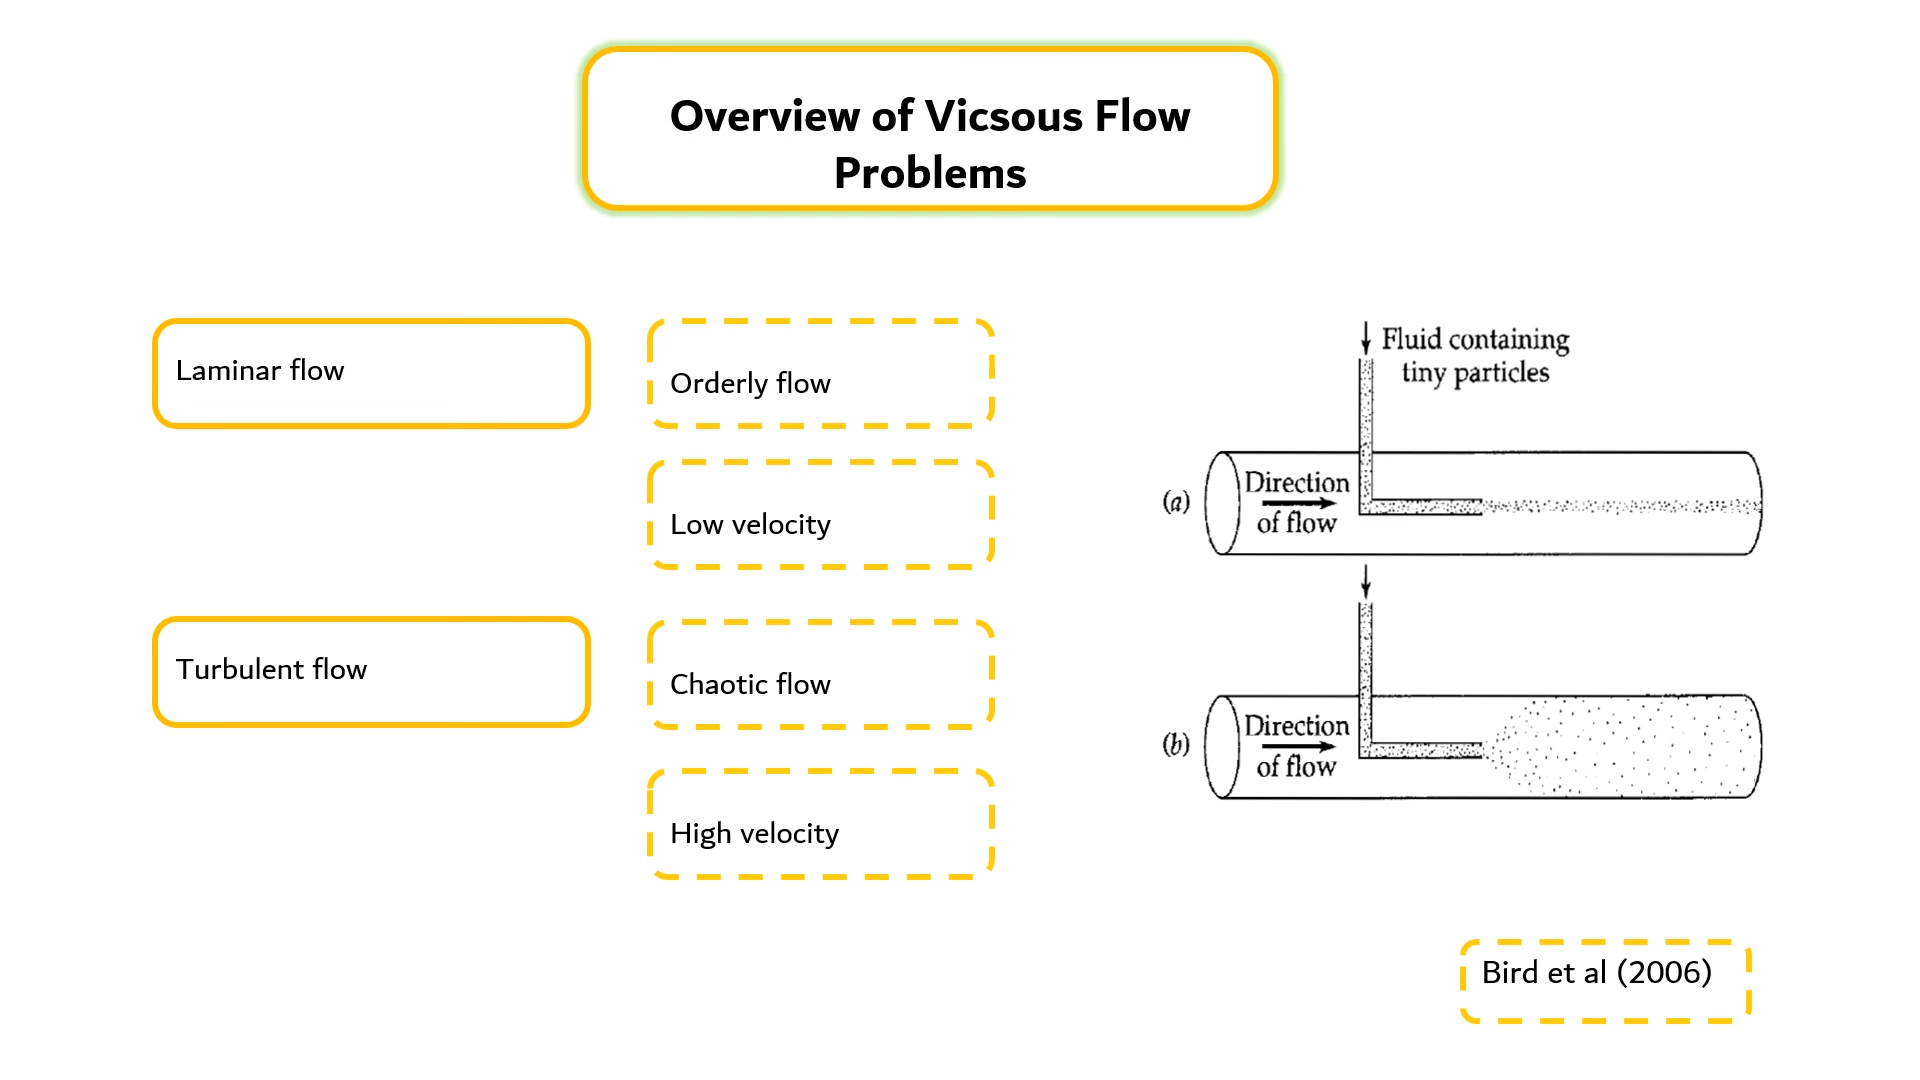 Overview of Vicsous Flow
Problems
Laminar flow
Orderly flow
Low velocity
Turbulent flow
Chaotic flow
High velocity
Fluid containing
tiny particles
(a)
Direction
of flow
(b)
Direction
of flow
Bird et al (2006)